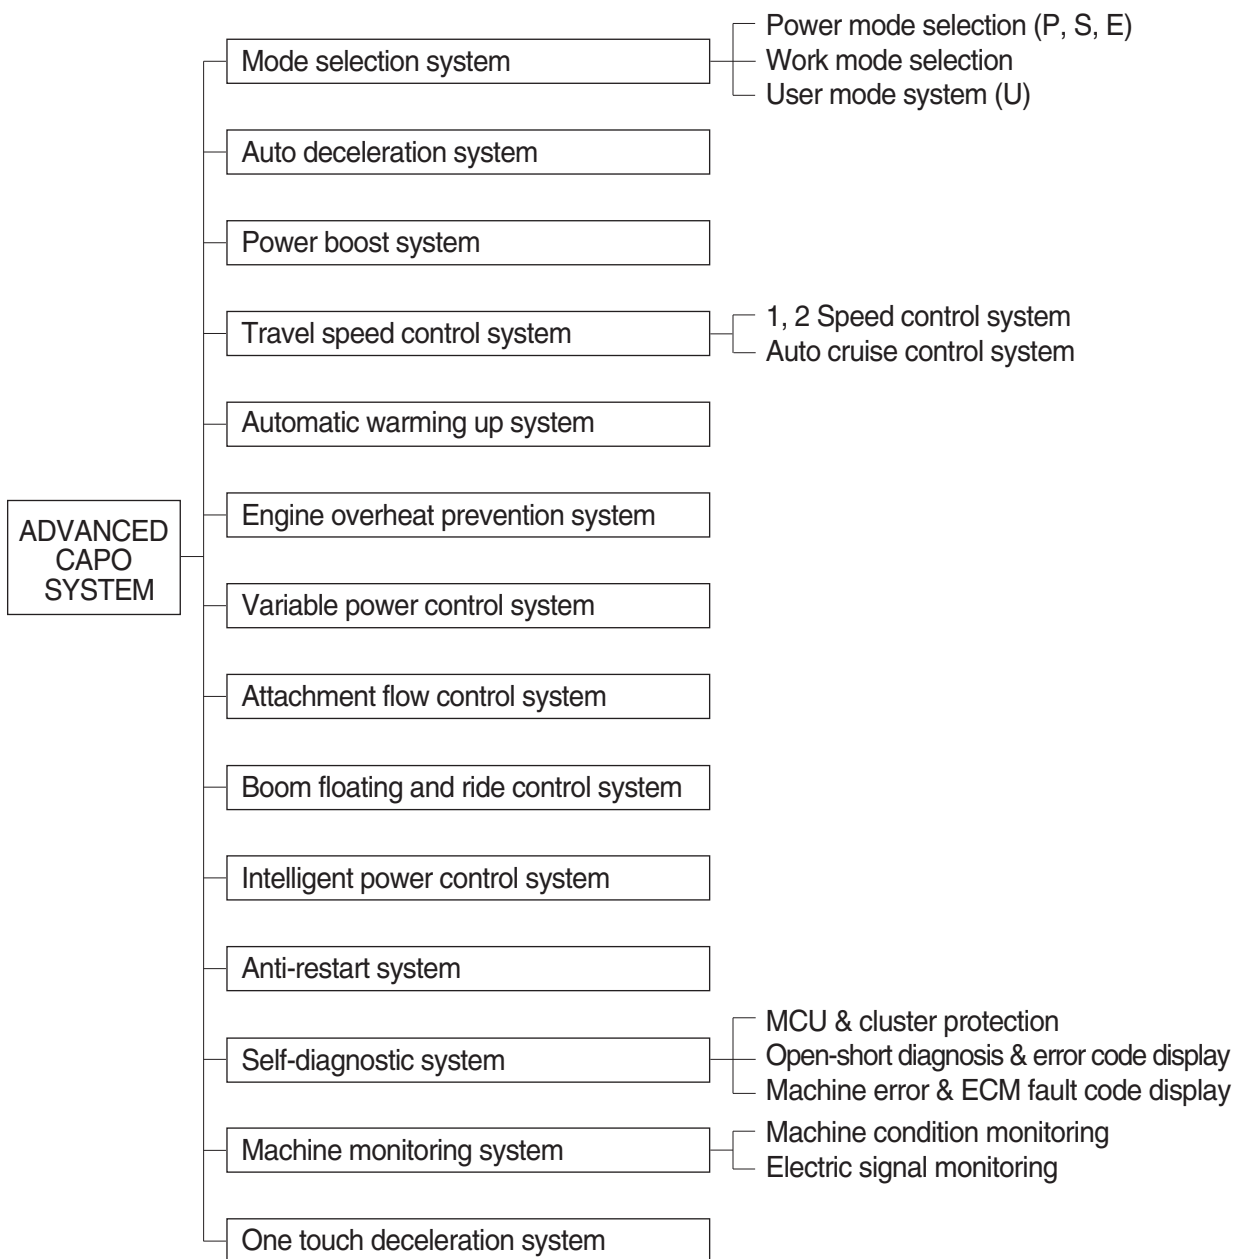 Mode selection system
Power mode selection (P, S, E)
Work mode selection
User mode system (U)
Auto deceleration system
Power boost system
Travel speed control system
1, 2 Speed control system
Auto cruise control system
Automatic warming up system
Engine overheat prevention system
ADVANCED
CAPO
SYSTEM
Variable power control system
Attachment flow control system
Boom floating and ride control system
Intelligent power control system
Anti-restart system
Self-diagnostic system
MCU & cluster protection
Open-short diagnosis & error code display
Machine error & ECM fault code display
Machine monitoring system
Machine condition monitoring
Electric signal monitoring
One touch deceleration system